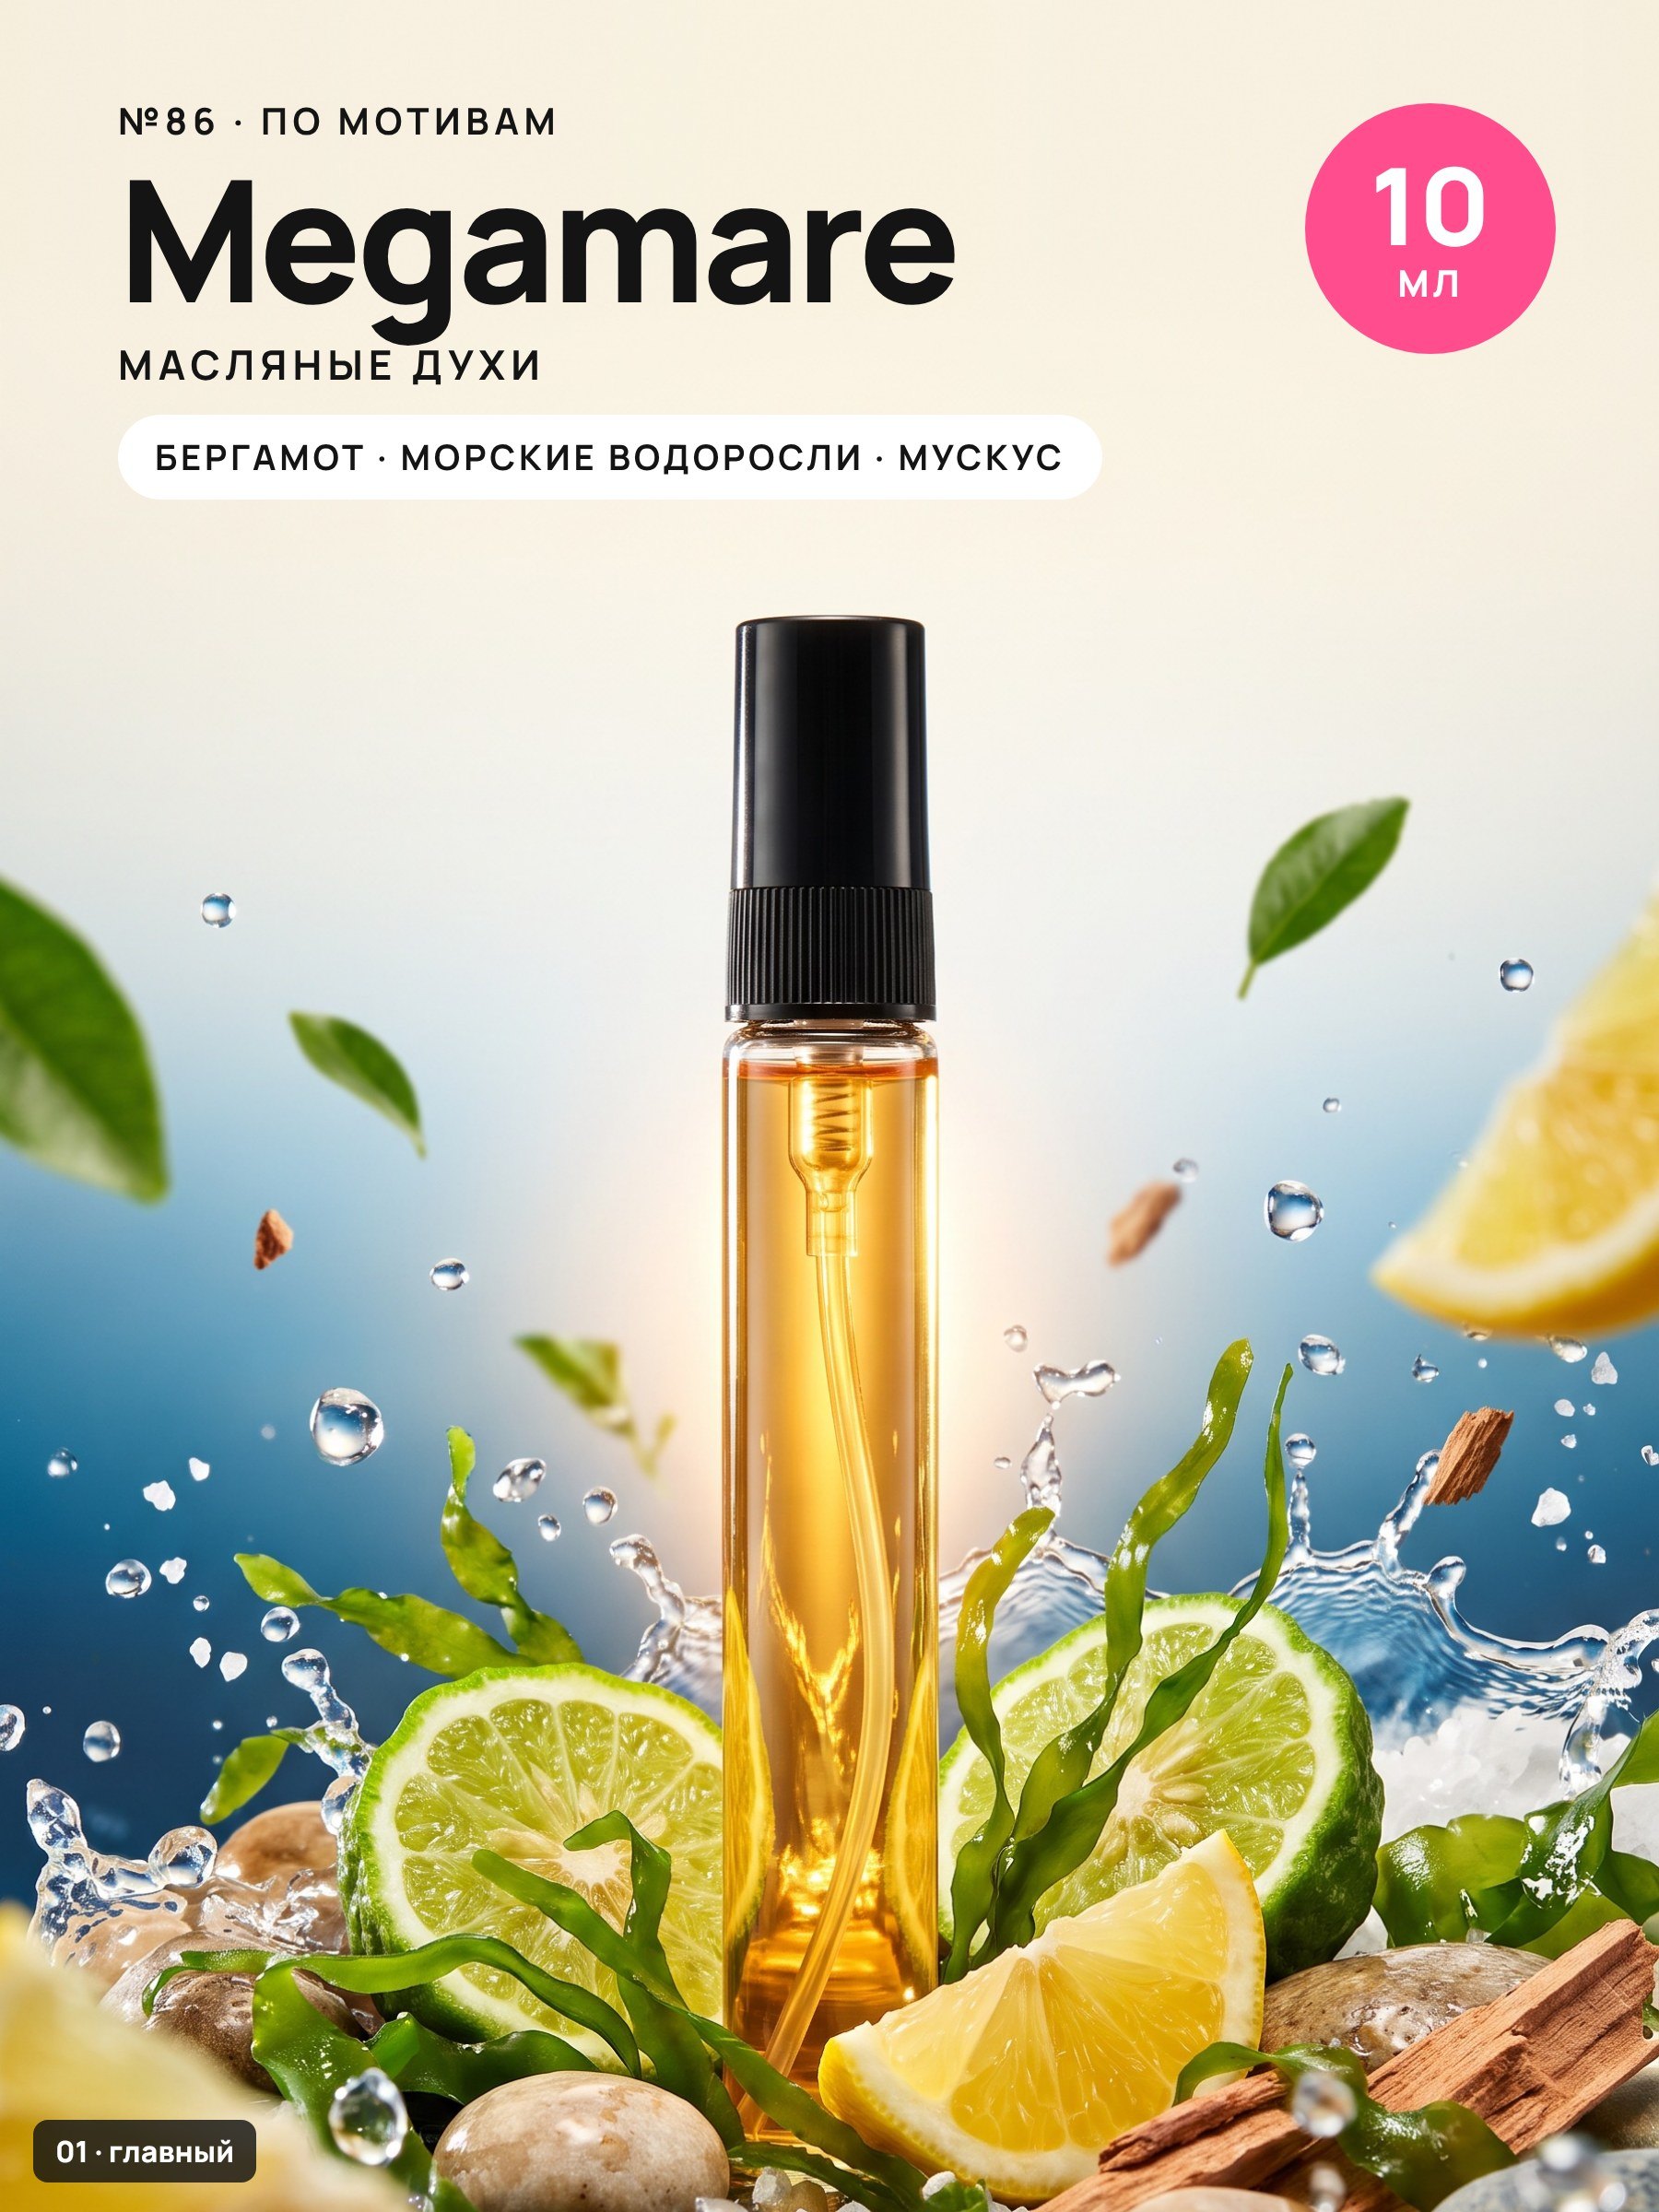 №86 · ПО МОТИВАМ
Megamare
МАСЛЯНЫЕ ДУХИ
БЕРГАМОТ · МОРСКИЕ ВОДОРОСЛИ · МУСКУС
10
МЛ
01 · главный